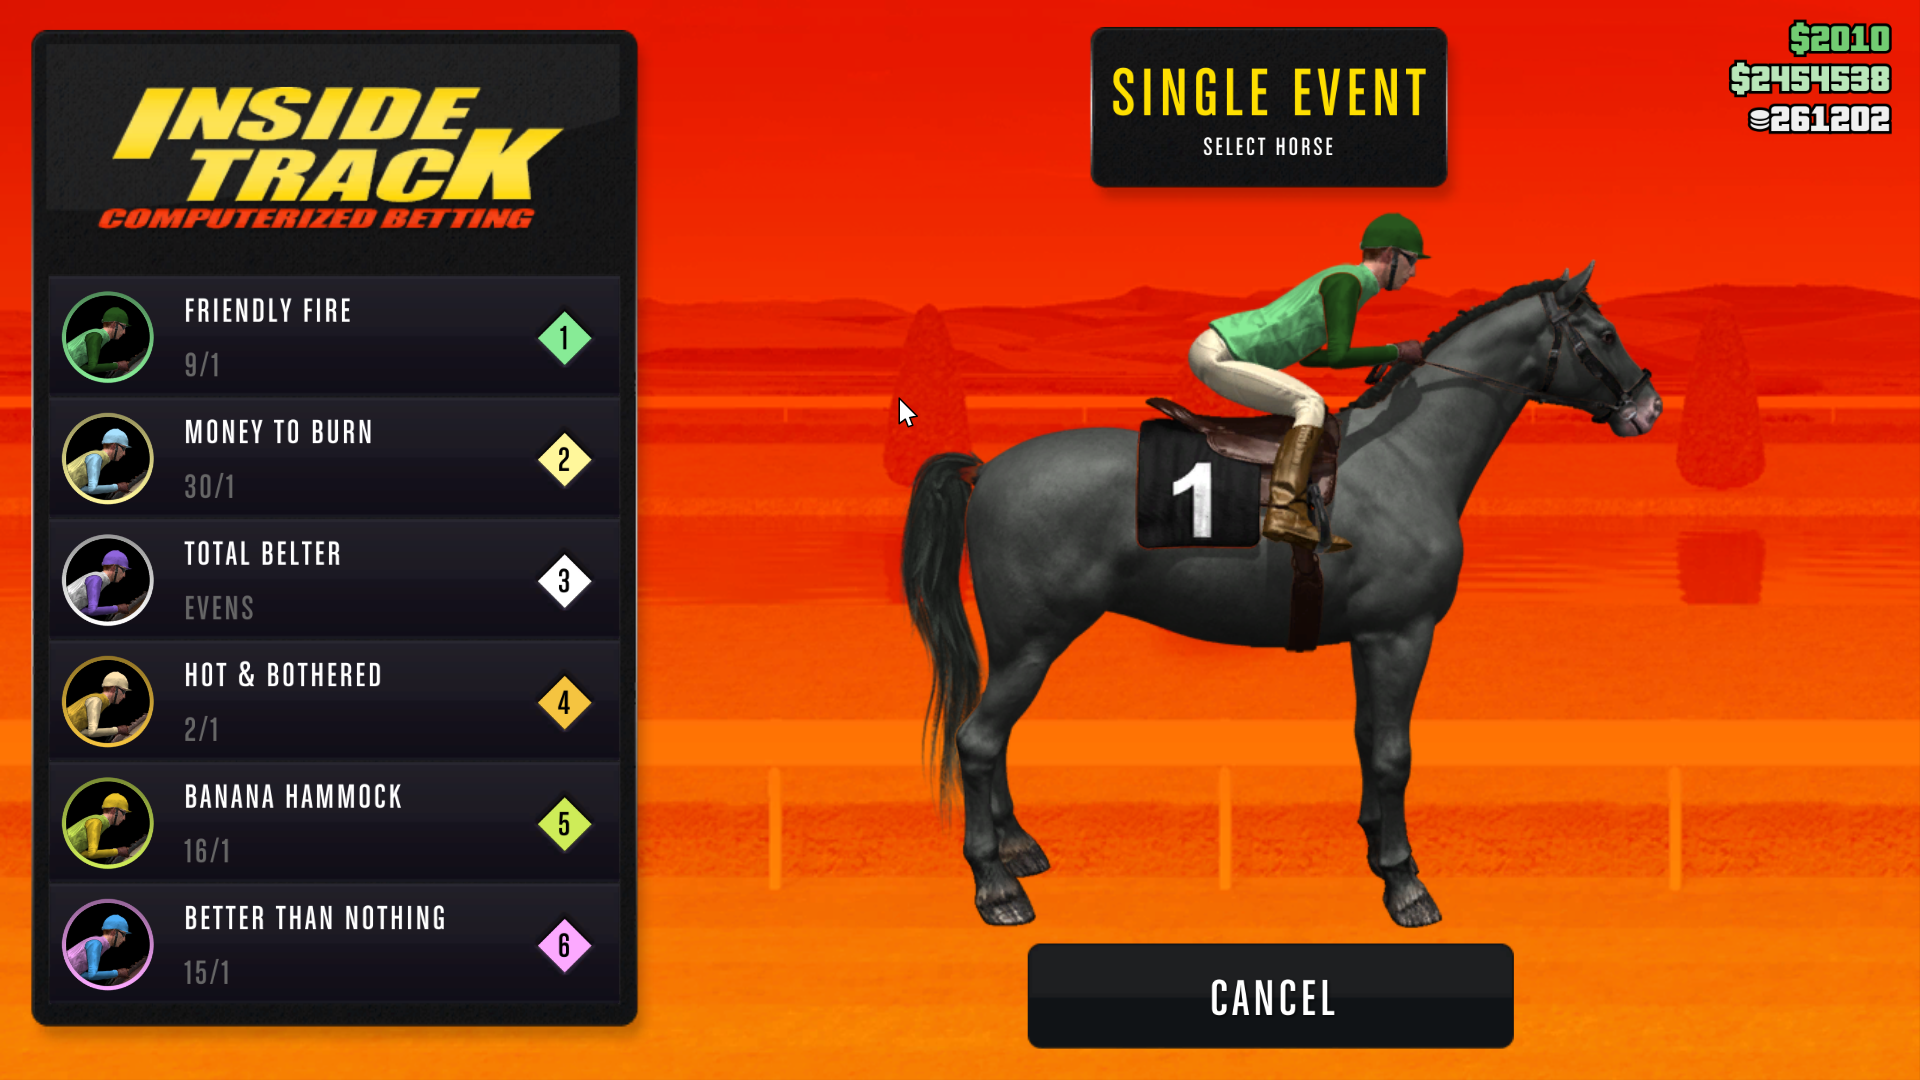 INSIDE
TRACK
COMPUTERIZED BETTING
FRIENDLY FIRE
9/1
1
MONEY TO BURN
30/1
2
TOTAL BELTER
EVENS
3
HOT & BOTHERED
2/1
4
BANANA HAMMOCK
16/1
5
BETTER THAN NOTHING
15/1
6
SINGLE EVENT
SELECT HORSE
$2010
$2454538
261202
1
CANCEL